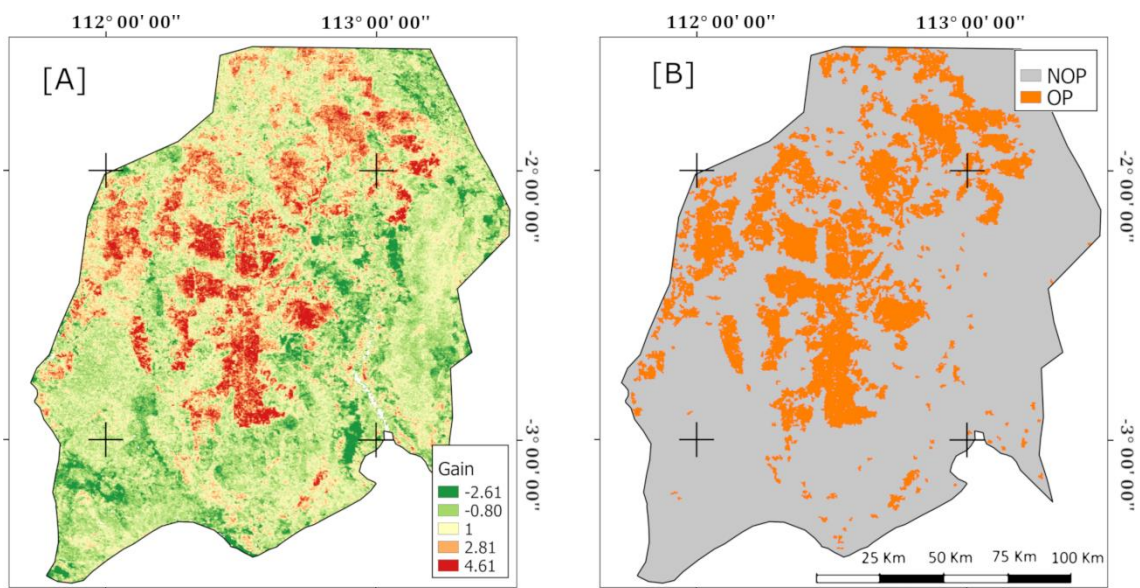 112° 00' 00''
113° 00' 00''
112° 00' 00''
113° 00' 00''
[A]
-2° 00' 00''
-3° 00' 00''
Gain
-2.61
-0.80
1
2.81
4.61
[B]
NOP
OP
-2° 00' 00''
-3° 00' 00''
25 Km
50 Km
75 Km
100 Km